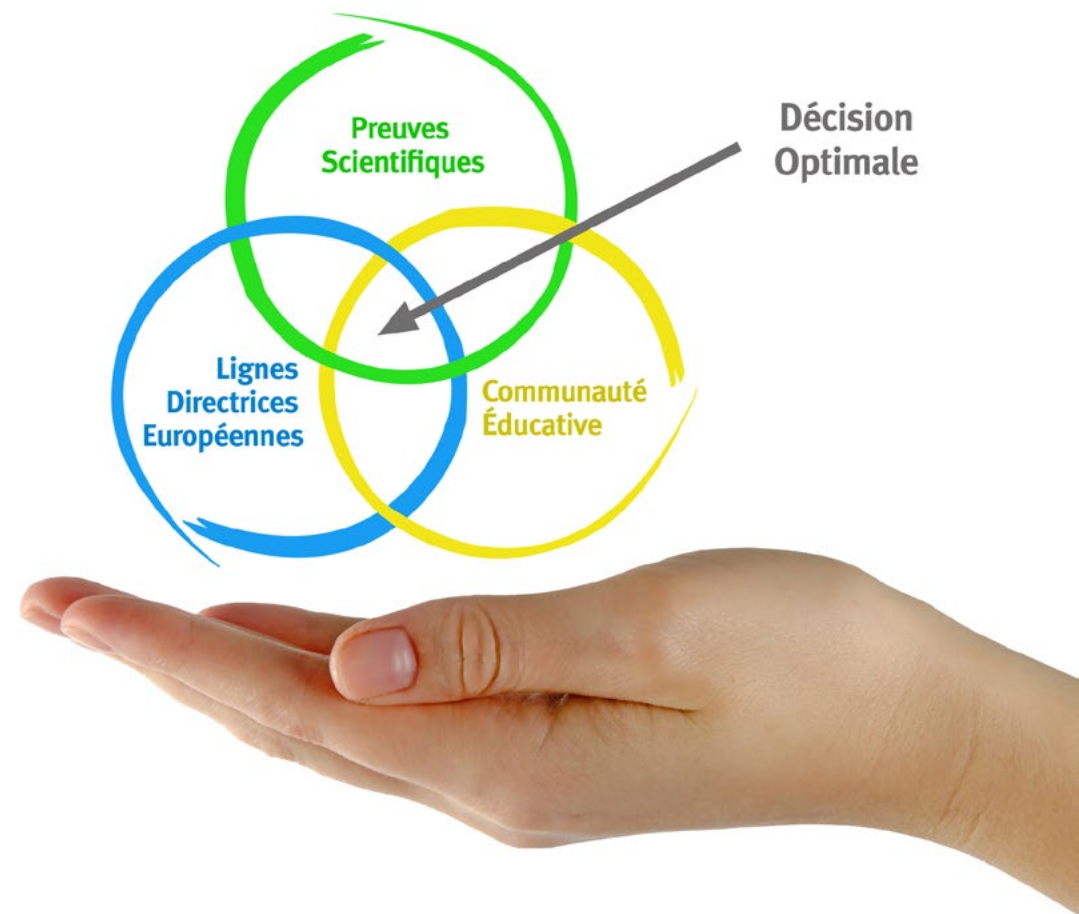 Preuves
Scientifiques
Décision
Optimale
Lignes
Directrices
Européennes
Communauté
Éducative